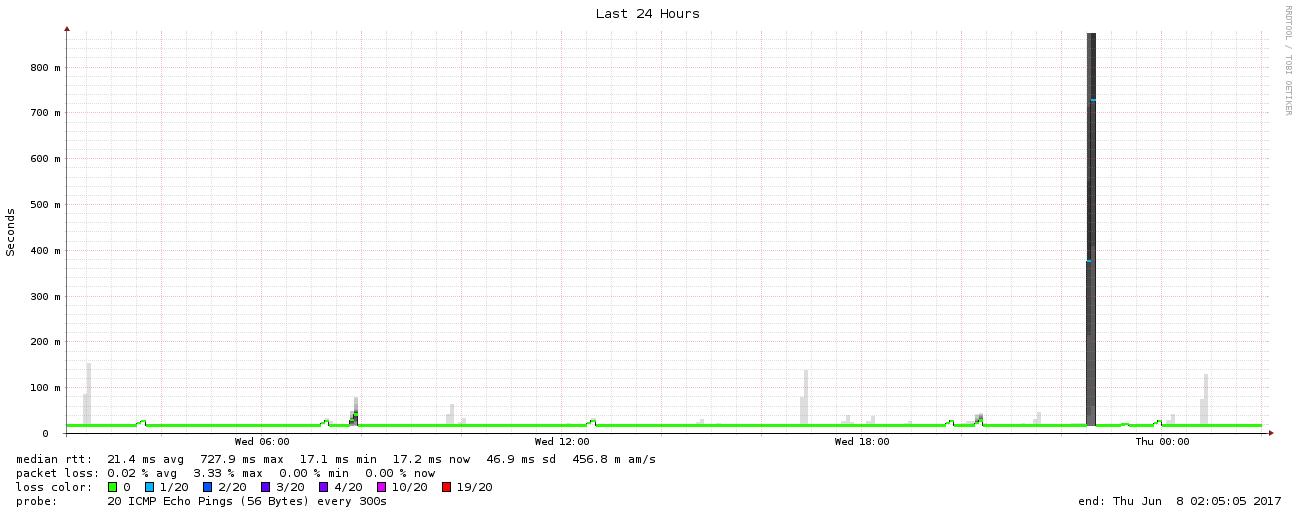 Last 24 Hours
RRDTOOL / TOBI OETIKER
Seconds
800 m
700 m
600 m
500 m
400 m
300 m
200 m
100 m
0
Wed 06:00 Wed 12:00 Wed 18:00 Thu 00:00
median rtt: 21.4 ms avg 727.9 ms max 17.1 ms min 17.2 ms now 46.9 ms sd 456.8 m am/s
packet loss: 0.02 % avg 3.33 % max 0.00 % min 0.00 % now
loss color: 0 1/20 2/20 3/20 4/20 10/20 19/20
probe: 20 ICMP Echo Pings (56 Bytes) every 300s end: Thu Jun 8 02:05:05 2017